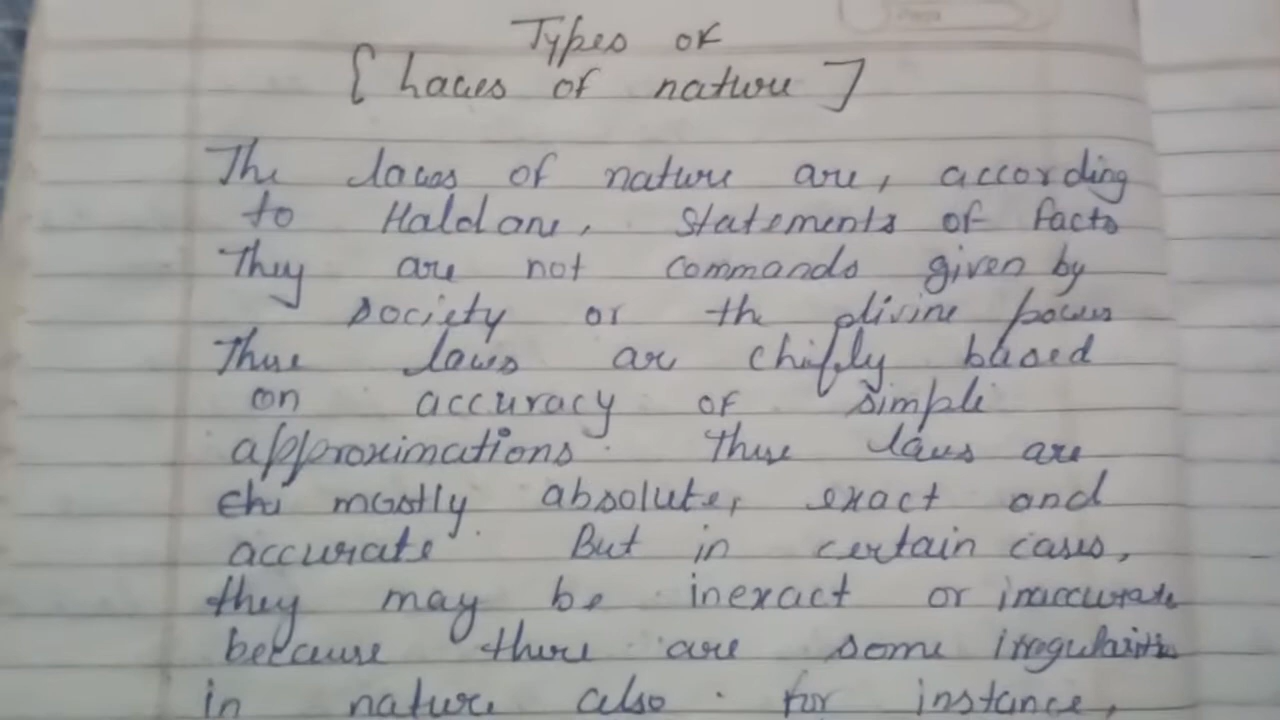 Types of
[ Laws of nature ]
The laws of nature are, according
to Haldane, statements of facts
They are not commands given by
society or the divine power
These laws are chiefly based
on accuracy of simple
approximations. These laws are
mostly absolute, exact and
accurate. But in certain cases,
they may be inexact or inaccurate
because there are some irregularities
in nature also. For instance,